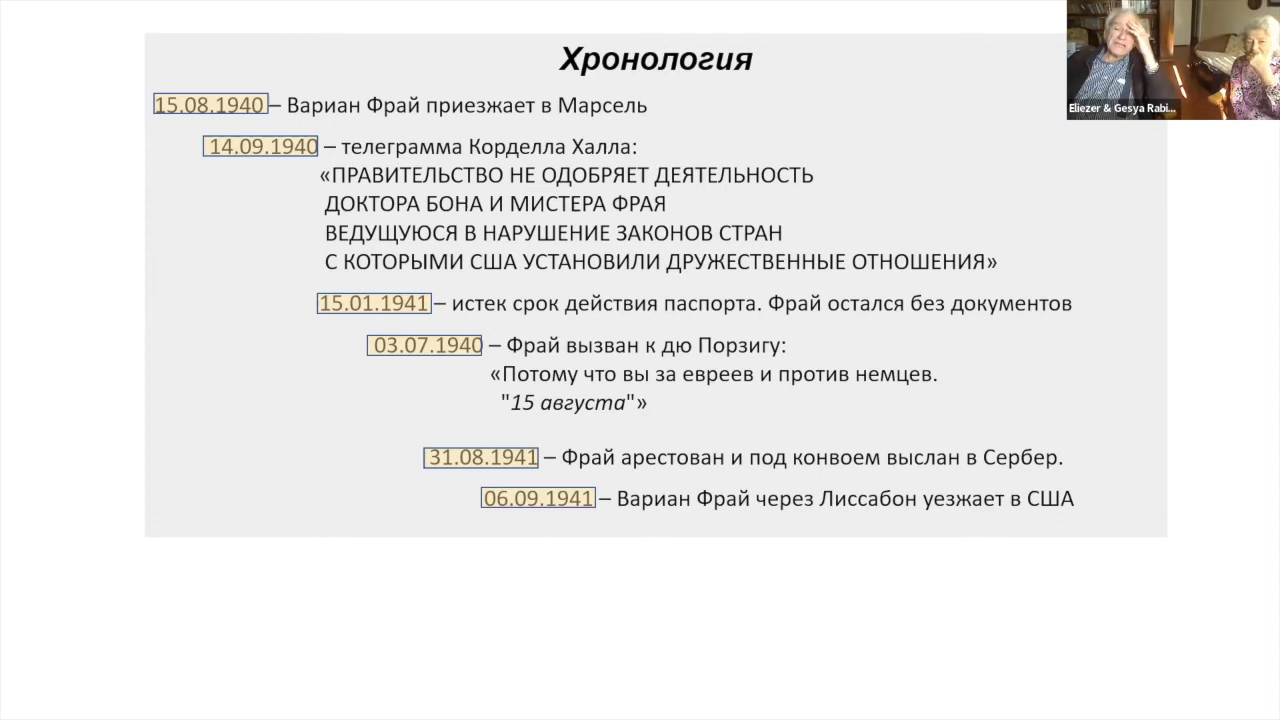 Хронология
Eliezer & Gesya Rabi...
15.08.1940 – Вариан Фрай приезжает в Марсель
14.09.1940 – телеграмма Корделла Халла:
«ПРАВИТЕЛЬСТВО НЕ ОДОБРЯЕТ ДЕЯТЕЛЬНОСТЬ
ДОКТОРА БОНА И МИСТЕРА ФРАЯ
ВЕДУЩУЮСЯ В НАРУШЕНИЕ ЗАКОНОВ СТРАН
С КОТОРЫМИ США УСТАНОВИЛИ ДРУЖЕСТВЕННЫЕ ОТНОШЕНИЯ»
15.01.1941 – истек срок действия паспорта. Фрай остался без документов
03.07.1940 – Фрай вызван к дю Порзигу:
«Потому что вы за евреев и против немцев.
"15 августа"»
31.08.1941 – Фрай арестован и под конвоем выслан в Сербер.
06.09.1941 – Вариан Фрай через Лиссабон уезжает в США